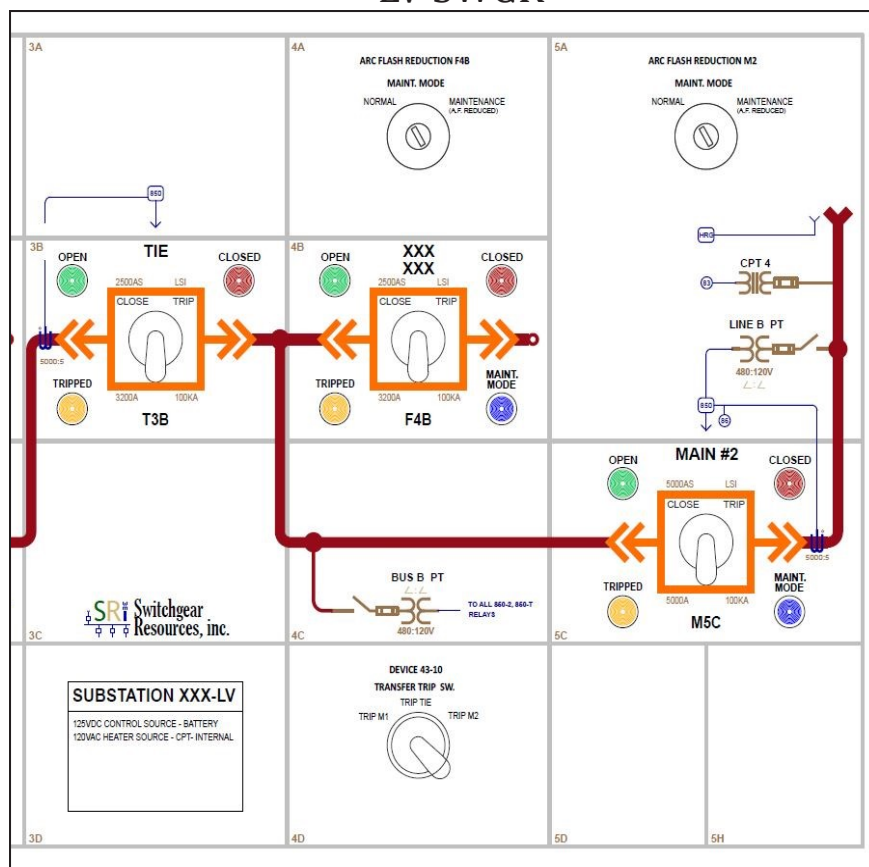 3A
4A
ARC FLASH REDUCTION F4B
MAINT. MODE
NORMAL
MAINTENANCE
(A.F. REDUCED)
5A
ARC FLASH REDUCTION M2
MAINT. MODE
NORMAL
MAINTENANCE
(A.F. REDUCED)
850
HRG
CPT 4
83
LINE B PT
480:120V
850
86
3B
OPEN
TIE
CLOSED
2500AS
LSI
CLOSE
TRIP
5000:5
TRIPPED
3200A
100KA
T3B
4B
OPEN
XXX
XXX
CLOSED
2500AS
LSI
CLOSE
TRIP
TRIPPED
3200A
100KA
MAINT.
MODE
F4B
OPEN
MAIN #2
CLOSED
5000AS
LSI
CLOSE
TRIP
5000:5
TRIPPED
5000A
100KA
MAINT.
MODE
M5C
5C
SRi Switchgear
Resources, inc.
3C
BUS B PT
TO ALL 850-2, 850-T
RELAYS
480:120V
4C
SUBSTATION XXX-LV
125VDC CONTROL SOURCE - BATTERY
120VAC HEATER SOURCE - CPT- INTERNAL
3D
DEVICE 43-10
TRANSFER TRIP SW.
TRIP TIE
TRIP M1
TRIP M2
4D
5D
5H